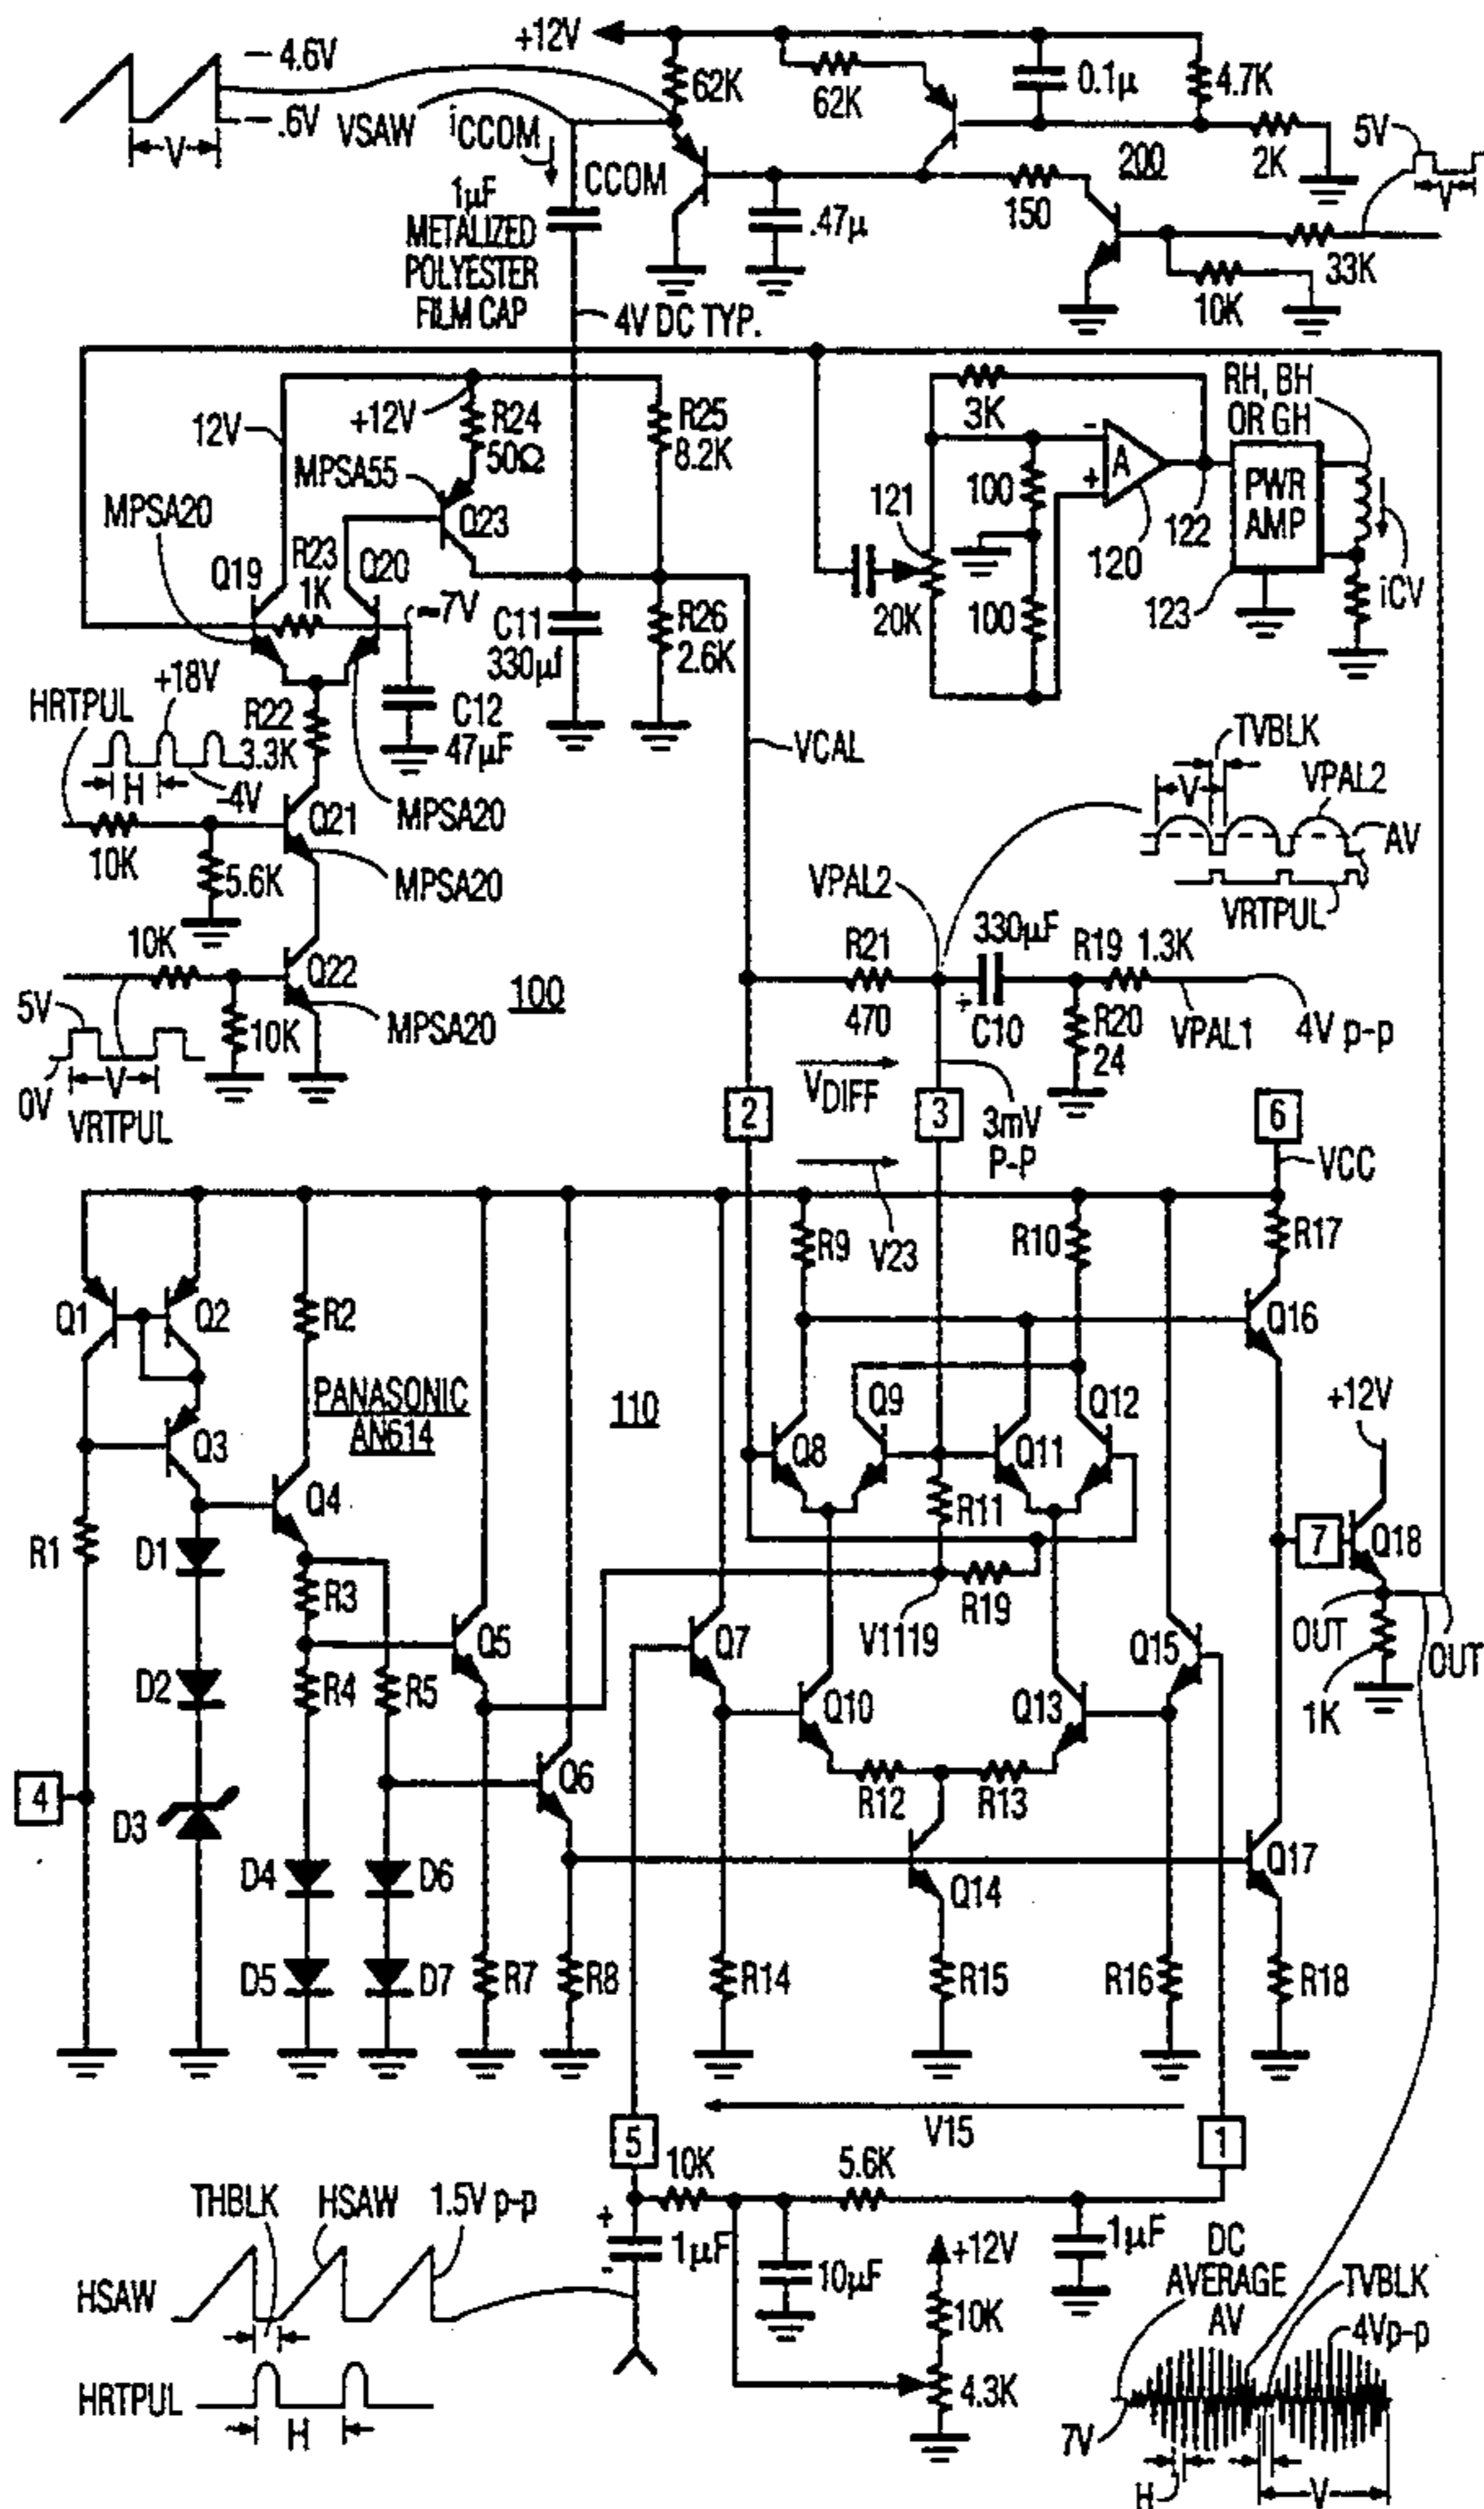 +12V
-4.6V
-.6V
V
VSAW
iCCOM
CCOM
1µF
METALIZED
POLYESTER
FILM CAP
62K
62K
0.1µ
4.7K
200
2K
5V
V
.47µ
150
33K
10K
4V DC TYP.
12V
+12V
R24
50Ω
R25
8.2K
3K
RH, BH
OR GH
MPSA55
Q23
MPSA20
100
-
+
A
PWR
AMP
121
122
120
Q19
R23
1K
Q20
~7V
C11
330µf
R26
2.6K
20K
100
123
iCV
HRTPUL
+18V
R22
3.3K
H
-4V
C12
47µF
VCAL
TVBLK
V
VPAL2
AV
VRTPUL
Q21
MPSA20
10K
5.6K
MPSA20
VPAL2
330µF
R19 1.3K
10K
Q22
100
R21
470
+
C10
R20
24
VPAL1
4V p-p
5V
0V
V
VRTPUL
10K
MPSA20
VDIFF
2
3
3mV
P-P
6
VCC
V23
R9
R10
R17
Q1
Q2
R2
Q16
PANASONIC
AN614
110
Q3
Q8
Q9
Q11
Q12
+12V
Q4
R11
R1
D1
R3
R19
7
Q18
V1119
Q5
Q7
Q15
OUT
OUT
D2
R4
R5
Q10
Q13
1K
4
D3
Q6
R12
R13
D4
D6
Q14
Q17
D5
D7
R7
R8
R14
R15
R16
R18
V15
5
10K
5.6K
1
THBLK
HSAW
1.5V p-p
+
1µF
-
HSAW
10µF
+12V
10K
1µF
DC
AVERAGE
AV
TVBLK
4Vp-p
HRTPUL
H
4.3K
7V
H
V